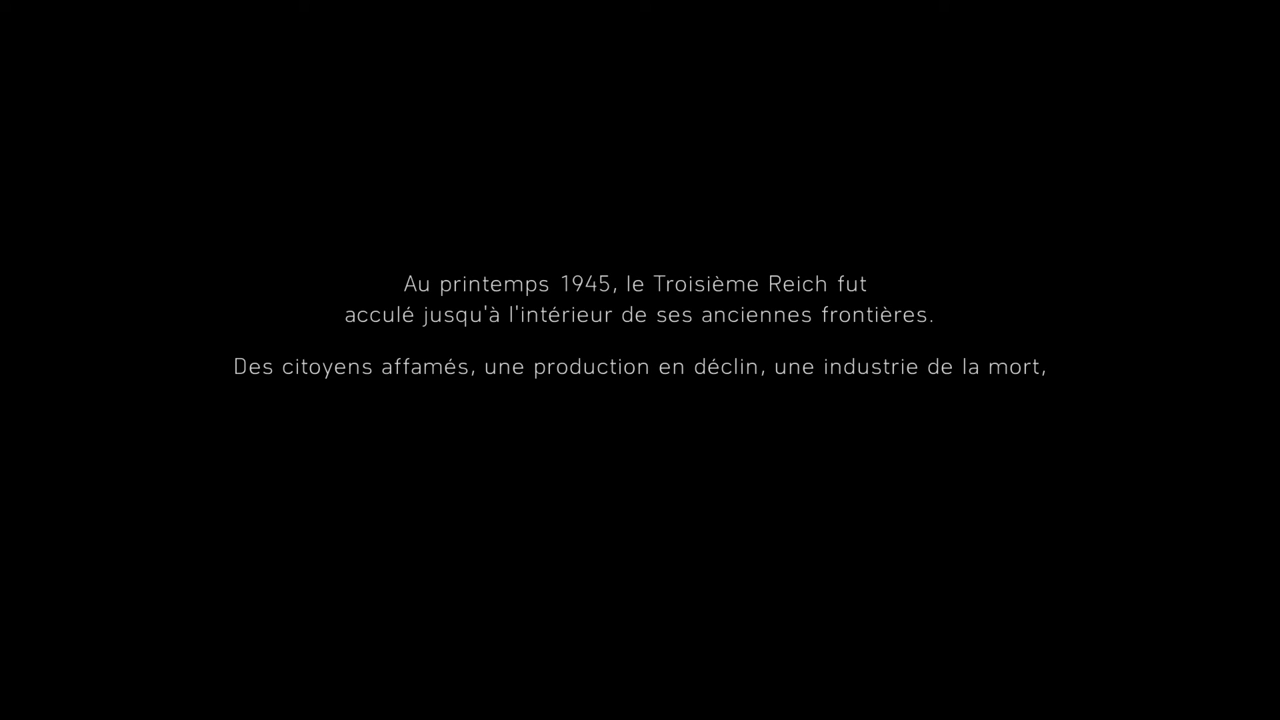 Au printemps 1945, le Troisième Reich fut
acculé jusqu'à l'intérieur de ses anciennes frontières.
Des citoyens affamés, une production en déclin, une industrie de la mort,